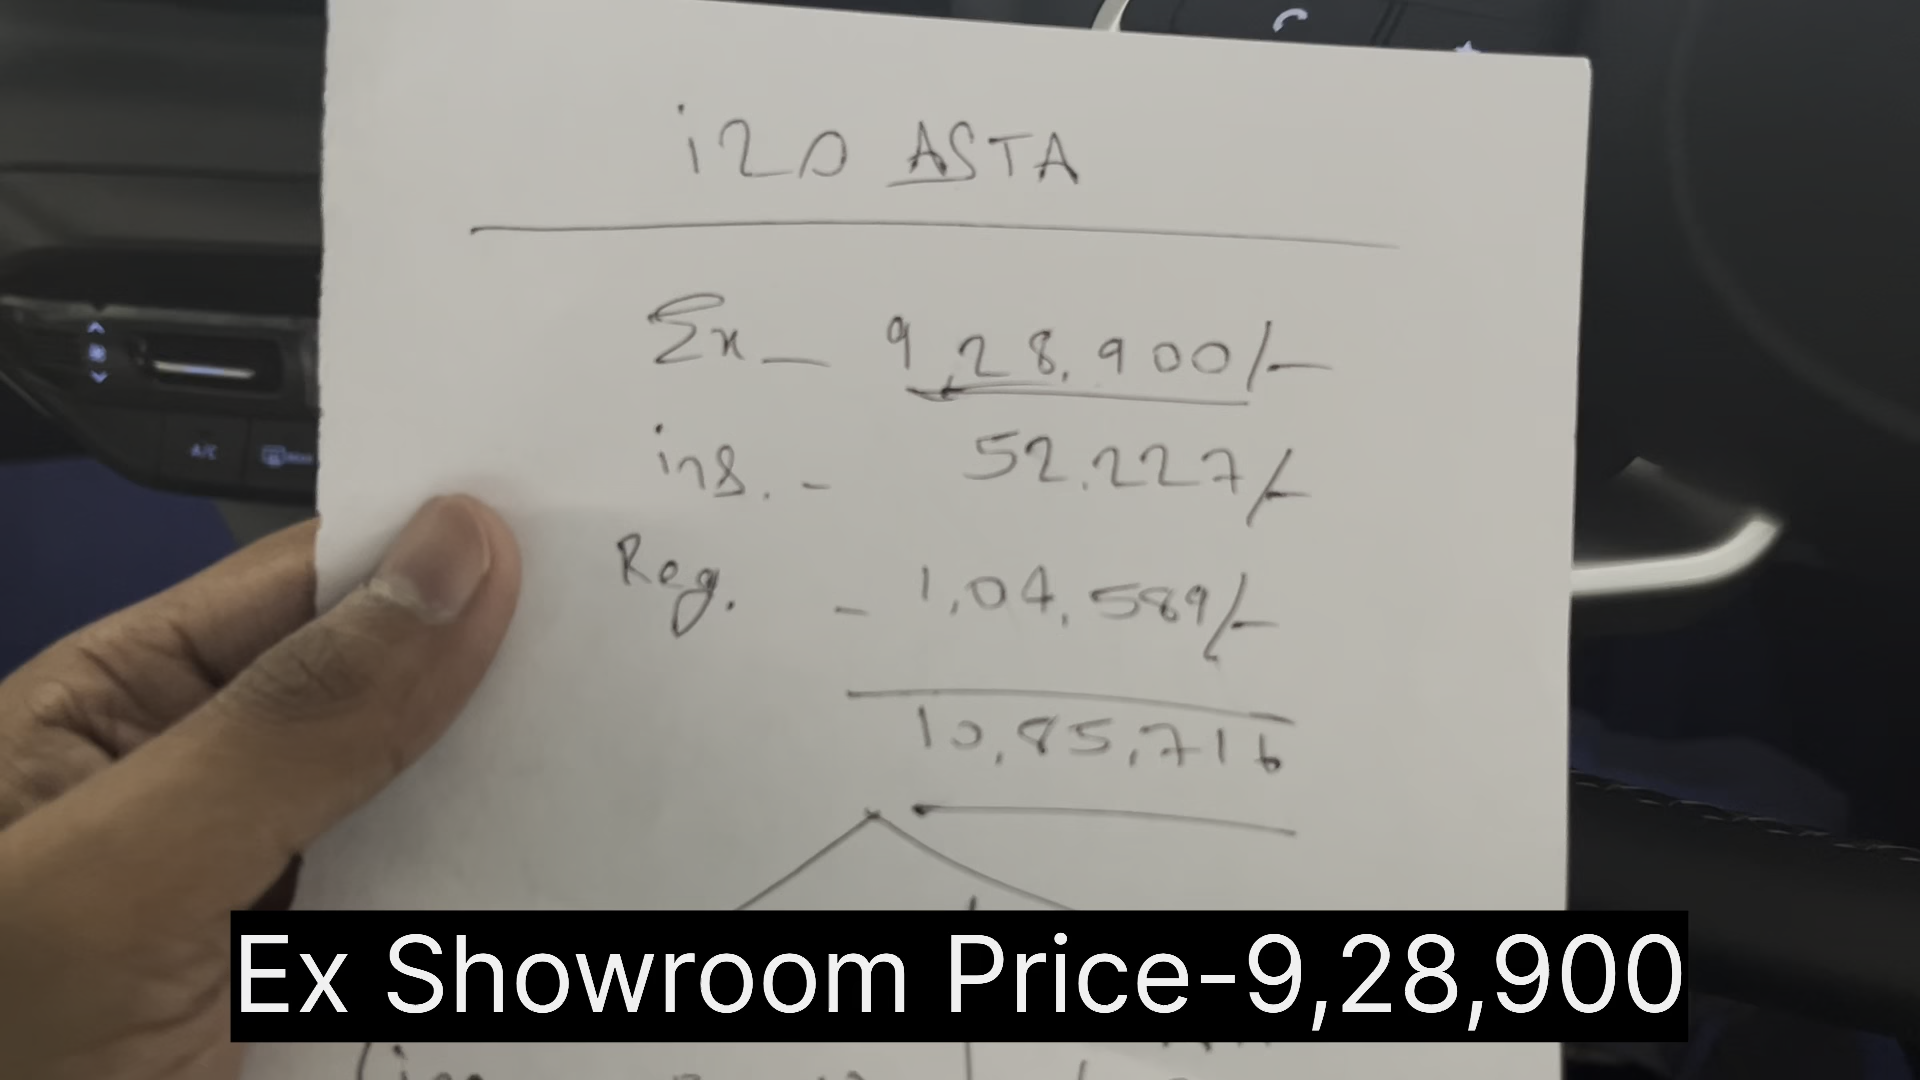 i20 ASTA
Ex - 9,28,900/-
ins. - 52,227/-
Reg. - 1,04,589/-
10,85,716
Ex Showroom Price-9,28,900
A/C